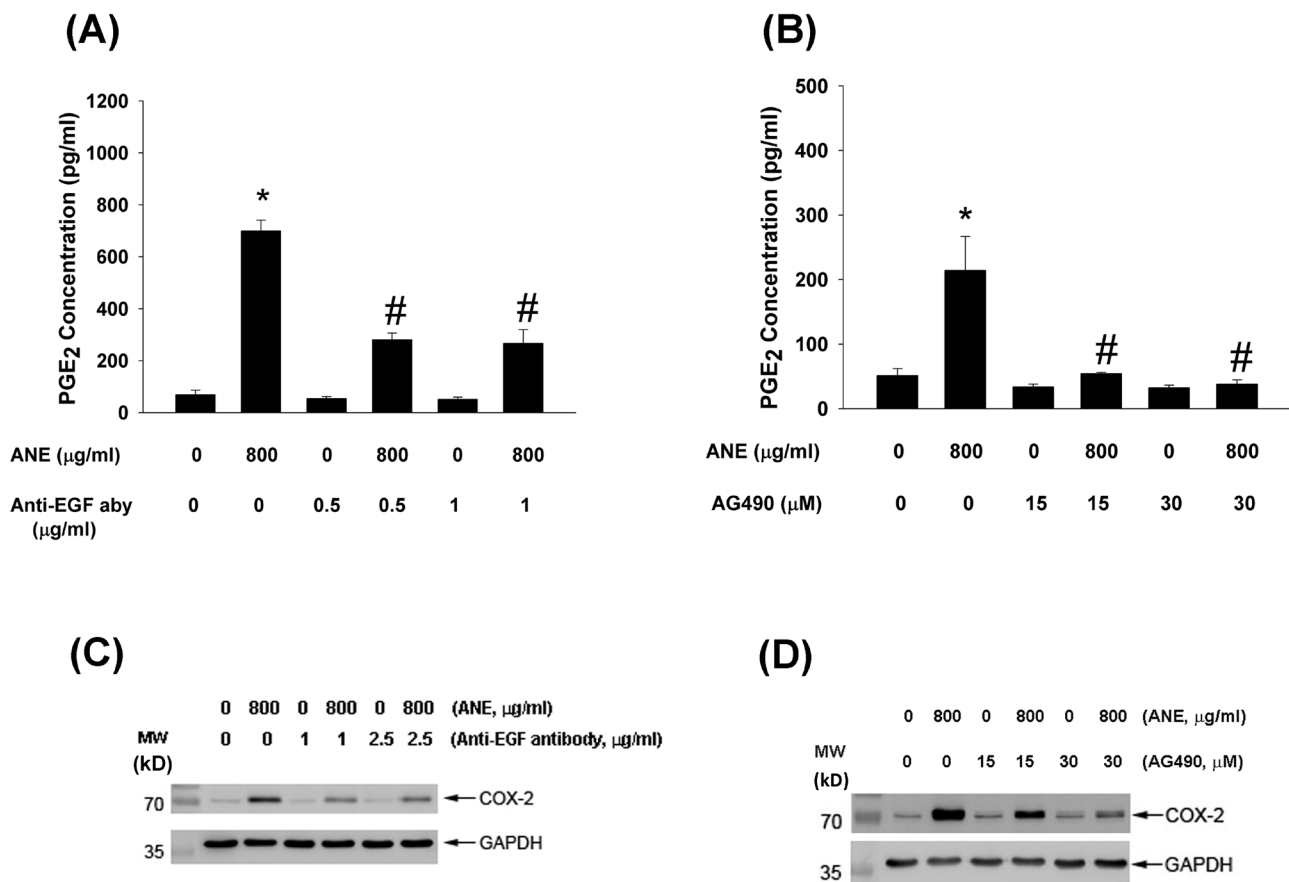 (A)
PGE2 Concentration (pg/ml)
1200
1000
800
600
400
200
0
*
#
#
ANE (μg/ml) 0 800 0 800 0 800
Anti-EGF aby 0 0 0.5 0.5 1 1
(μg/ml)
(B)
PGE2 Concentration (pg/ml)
500
400
300
200
100
0
*
#
#
ANE (μg/ml) 0 800 0 800 0 800
AG490 (μM) 0 0 15 15 30 30
(C)
0 800 0 800 0 800 (ANE, μg/ml)
MW 0 0 1 1 2.5 2.5 (Anti-EGF antibody, μg/ml)
(kD)
70 COX-2
35 GAPDH
(D)
0 800 0 800 0 800 (ANE, μg/ml)
MW 0 0 15 15 30 30 (AG490, μM)
(kD)
70 COX-2
35 GAPDH